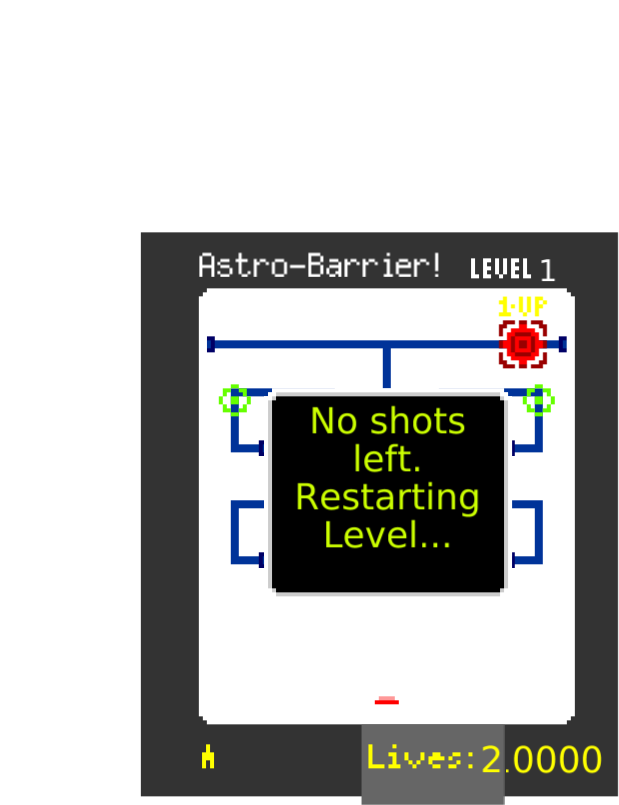 Astro-Barrier! LEVEL 1
1-UP
No shots
left.
Restarting
Level...
Lives:2.0000